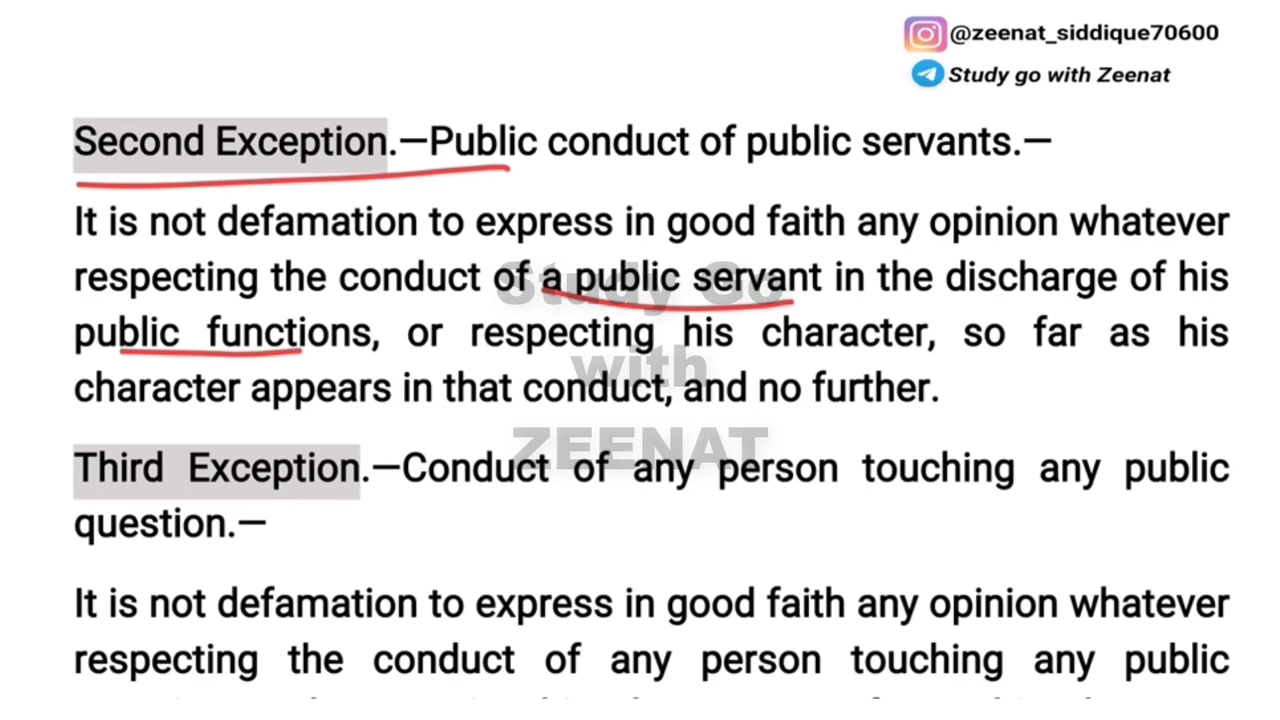 @zeenat_siddique70600
Study go with Zeenat
Second Exception.—Public conduct of public servants.—
It is not defamation to express in good faith any opinion whatever
respecting the conduct of a public servant in the discharge of his
public functions, or respecting his character, so far as his
character appears in that conduct, and no further.
Study Go
with
ZEENAT
Third Exception.—Conduct of any person touching any public
question.—
It is not defamation to express in good faith any opinion whatever
respecting the conduct of any person touching any public